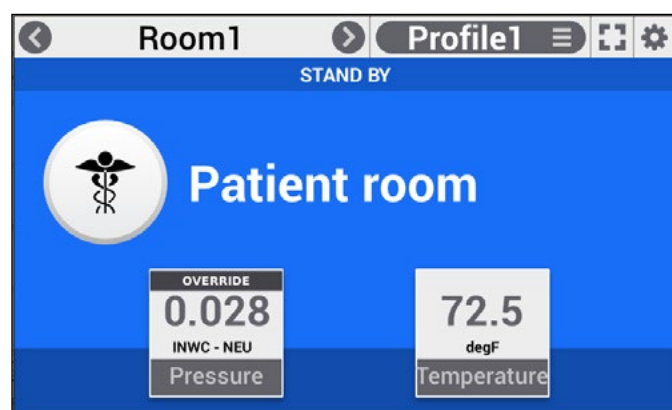 Room1 Profile1
STAND BY
Patient room
OVERRIDE
0.028
INWC - NEU
Pressure
72.5
degF
Temperature